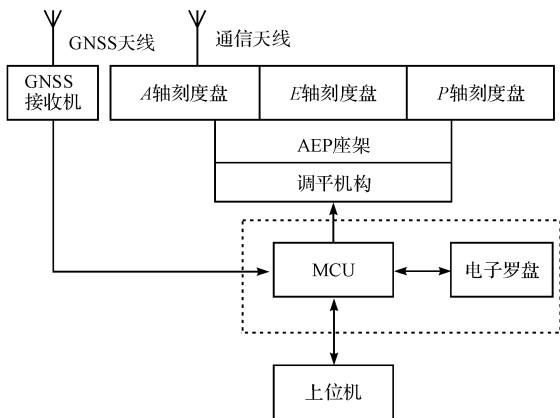 GNSS天线
通信天线
GNSS
接收机
A轴刻度盘
E轴刻度盘
P轴刻度盘
AEP座架
调平机构
MCU
电子罗盘
上位机